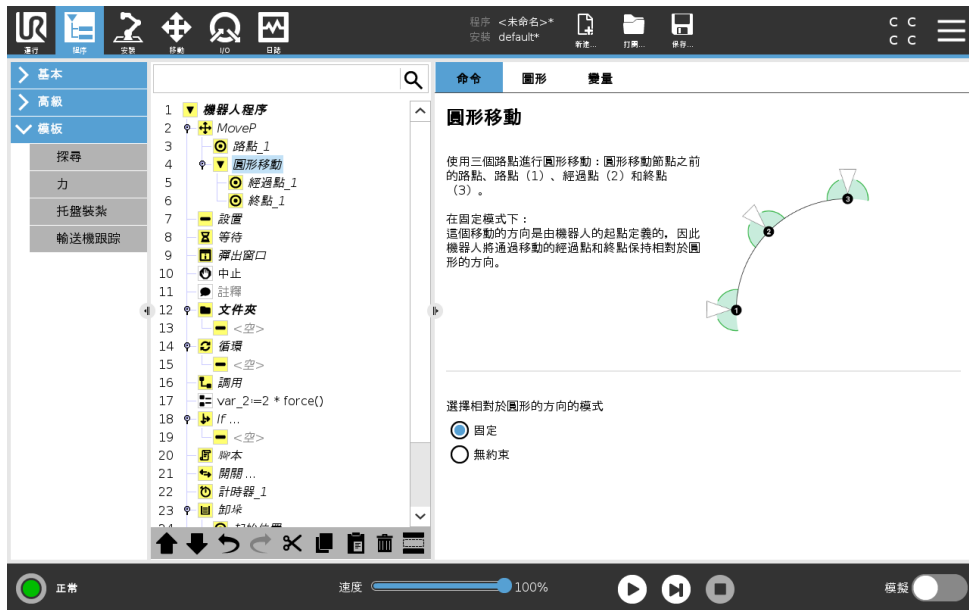 UR
運行
程序
安裝
移動
I/O
日誌
程序 <未命名>*
安裝 default*
新建...
打開...
保存...
C C
C C
基本
高級
模板
探尋
力
托盤裝紮
輸送機跟踪
1 機器人程序
2 MoveP
3 路點_1
4 圓形移動
5 經過點_1
6 終點_1
7 設置
8 等待
9 彈出窗口
10 中止
11 註釋
12 文件夾
13 <空>
14 循環
15 <空>
16 調用
17 var_2≔2 * force()
18 If ...
19 <空>
20 腳本
21 開關 ...
22 計時器_1
23 卸垛
24 起始位置
命令
圖形
變量
圓形移動
使用三個路點進行圓形移動：圓形移動節點之前
的路點、路點（1）、經過點（2）和終點
（3）。
在固定模式下：
這個移動的方向是由機器人的起點定義的，因此
機器人將通過移動的經過點和終點保持相對於圓
形的方向。
1
2
3
選擇相對於圓形的方向的模式
固定
無約束
正常
速度
100%
模擬